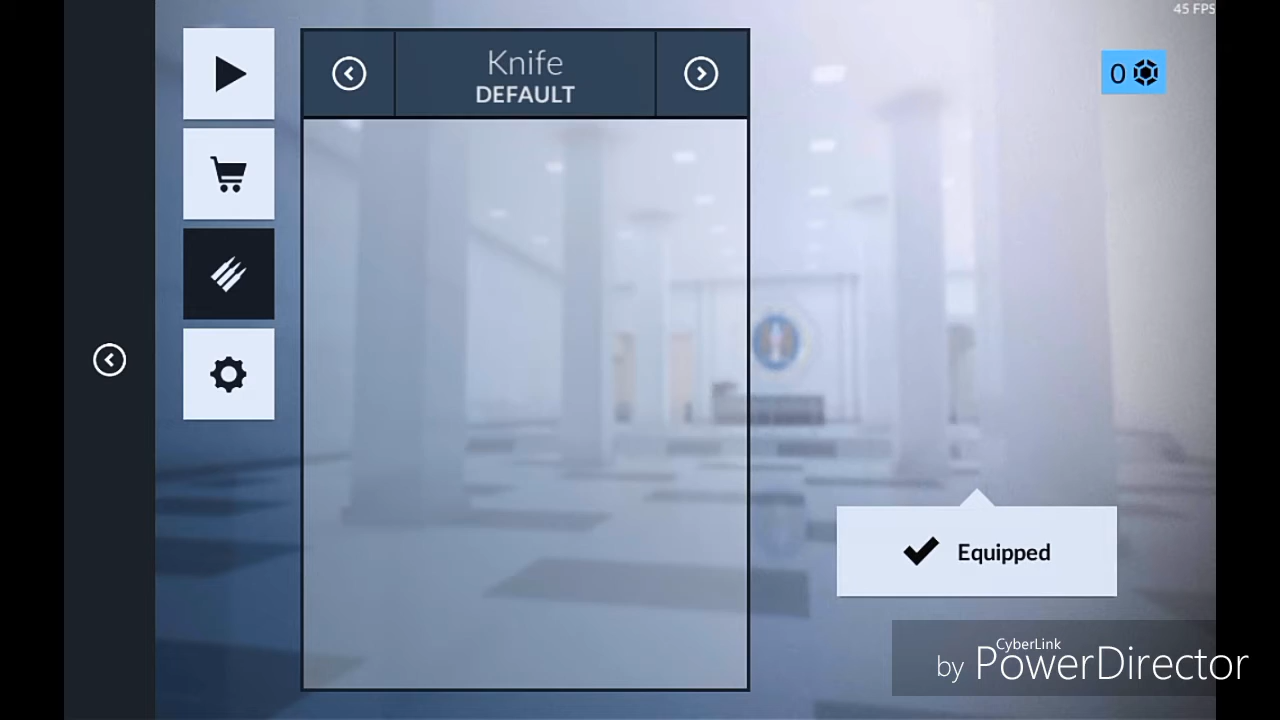 45 FPS
Knife
DEFAULT
0
Equipped
CyberLink
by PowerDirector